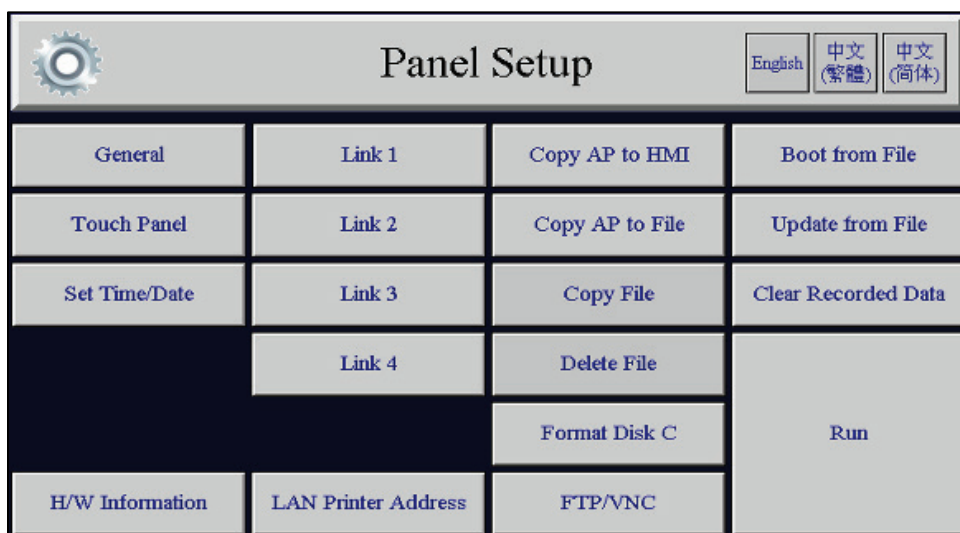 Panel Setup
English
中文
(繁體)
中文
(简体)
General
Link 1
Copy AP to HMI
Boot from File
Touch Panel
Link 2
Copy AP to File
Update from File
Set Time/Date
Link 3
Copy File
Clear Recorded Data
Link 4
Delete File
Format Disk C
Run
H/W Information
LAN Printer Address
FTP/VNC